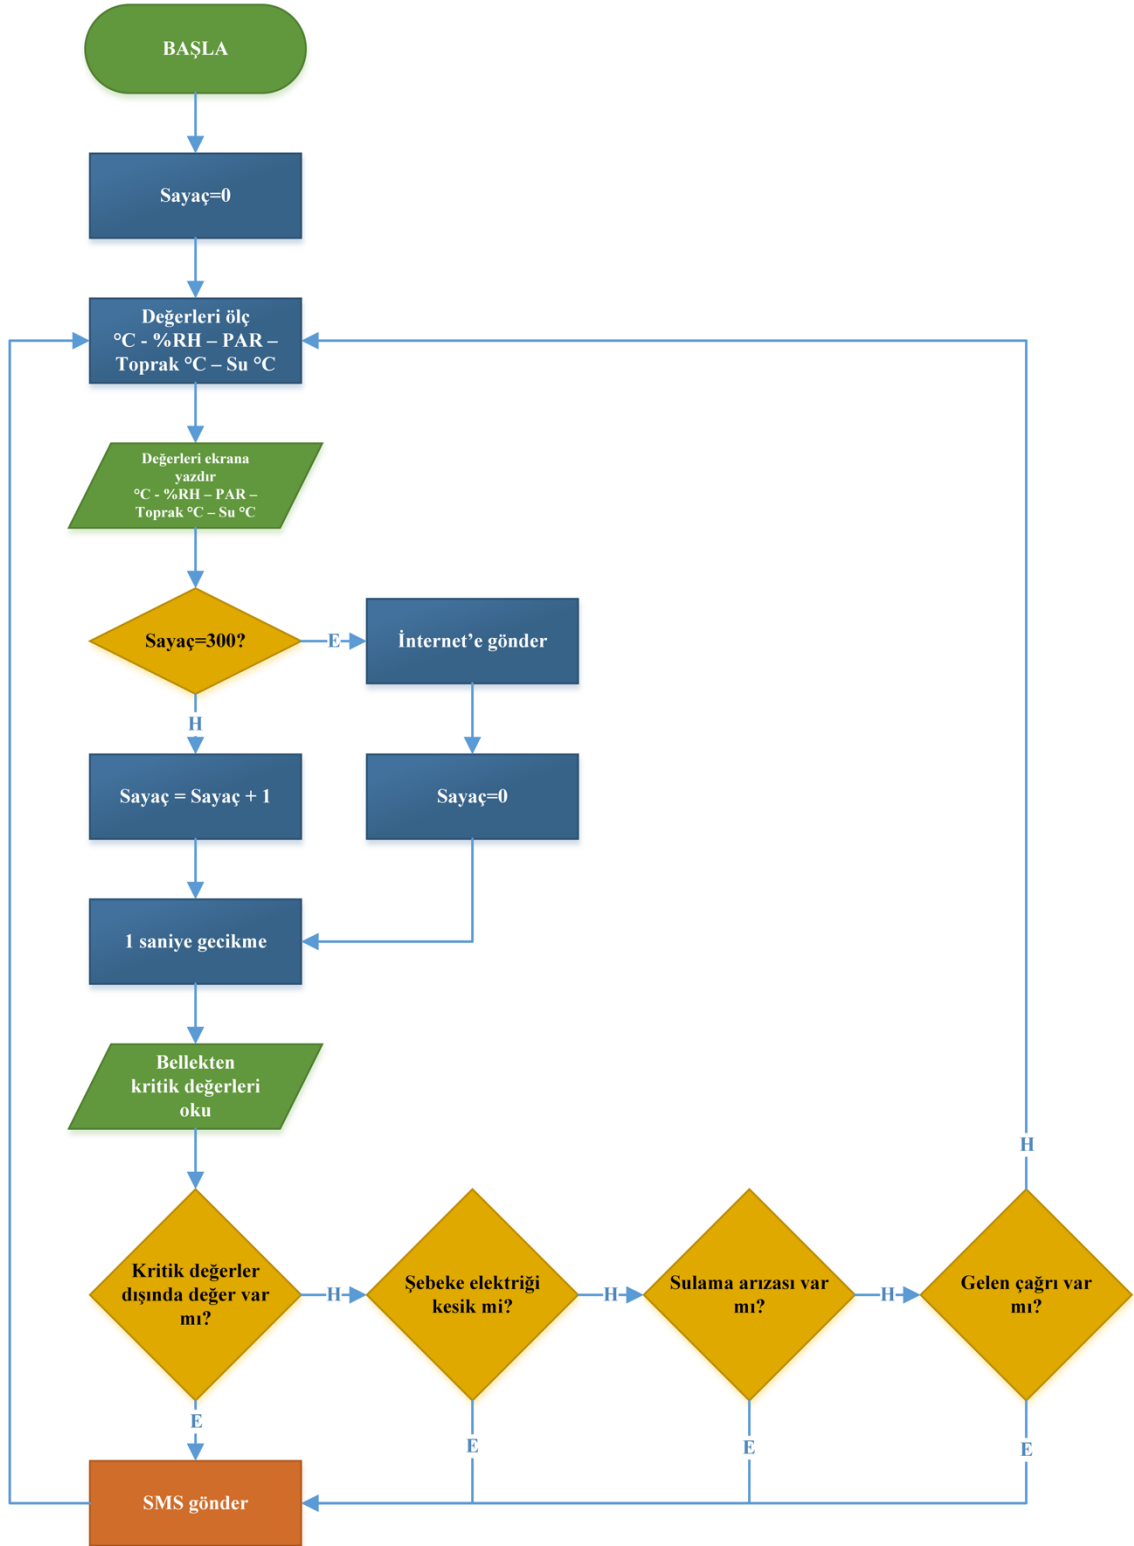 BAŞLA
Sayaç=0
Değerleri ölç
°C - %RH – PAR –
Toprak °C – Su °C
Değerleri ekrana
yazdır
°C - %RH – PAR –
Toprak °C – Su °C
Sayaç=300?
E
İnternet’e gönder
H
Sayaç = Sayaç + 1
Sayaç=0
1 saniye gecikme
Bellekten
kritik değerleri
oku
H
Kritik değerler
dışında değer var
mı?
H
Şebeke elektriği
kesik mi?
H
Sulama arızası var
mı?
H
Gelen çağrı var
mı?
E
E
E
E
SMS gönder